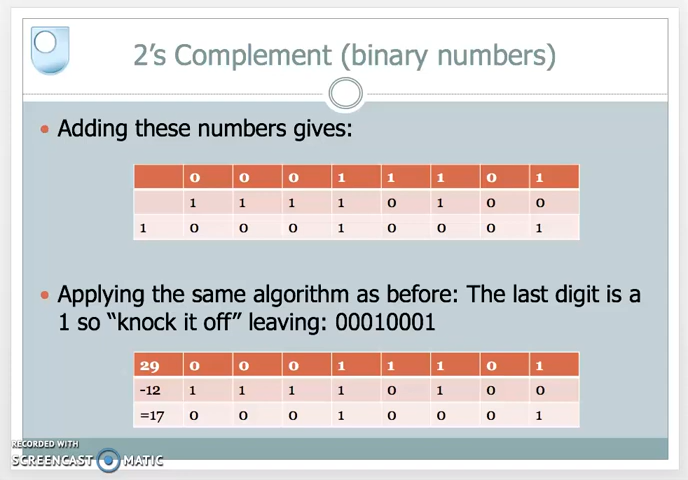 2's Complement (binary numbers)
• Adding these numbers gives:
0 0 0 1 1 1 0 1
1 1 1 1 0 1 0 0
1 0 0 0 1 0 0 0 1
• Applying the same algorithm as before: The last digit is a
1 so “knock it off” leaving: 00010001
29 0 0 0 1 1 1 0 1
-12 1 1 1 1 0 1 0 0
=17 0 0 0 1 0 0 0 1
RECORDED WITH
SCREENCAST MATIC